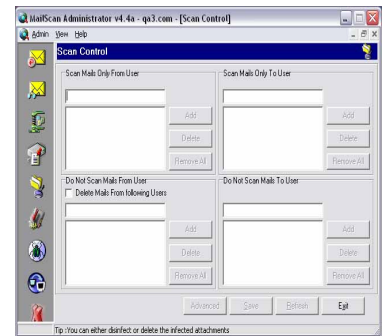 MailScan Administrator v4.4a - qa3.com - [Scan Control]
Admin View Help
Scan Control
Scan Mails Only From User
Scan Mails Only To User
Add
Add
Delete
Delete
Remove All
Remove All
Do Not Scan Mails From User
Do Not Scan Mails To User
Delete Mails From following Users
Add
Add
Delete
Delete
Remove All
Remove All
Advanced Save Refresh Exit
Tip :You can either disinfect or delete the infected attachments